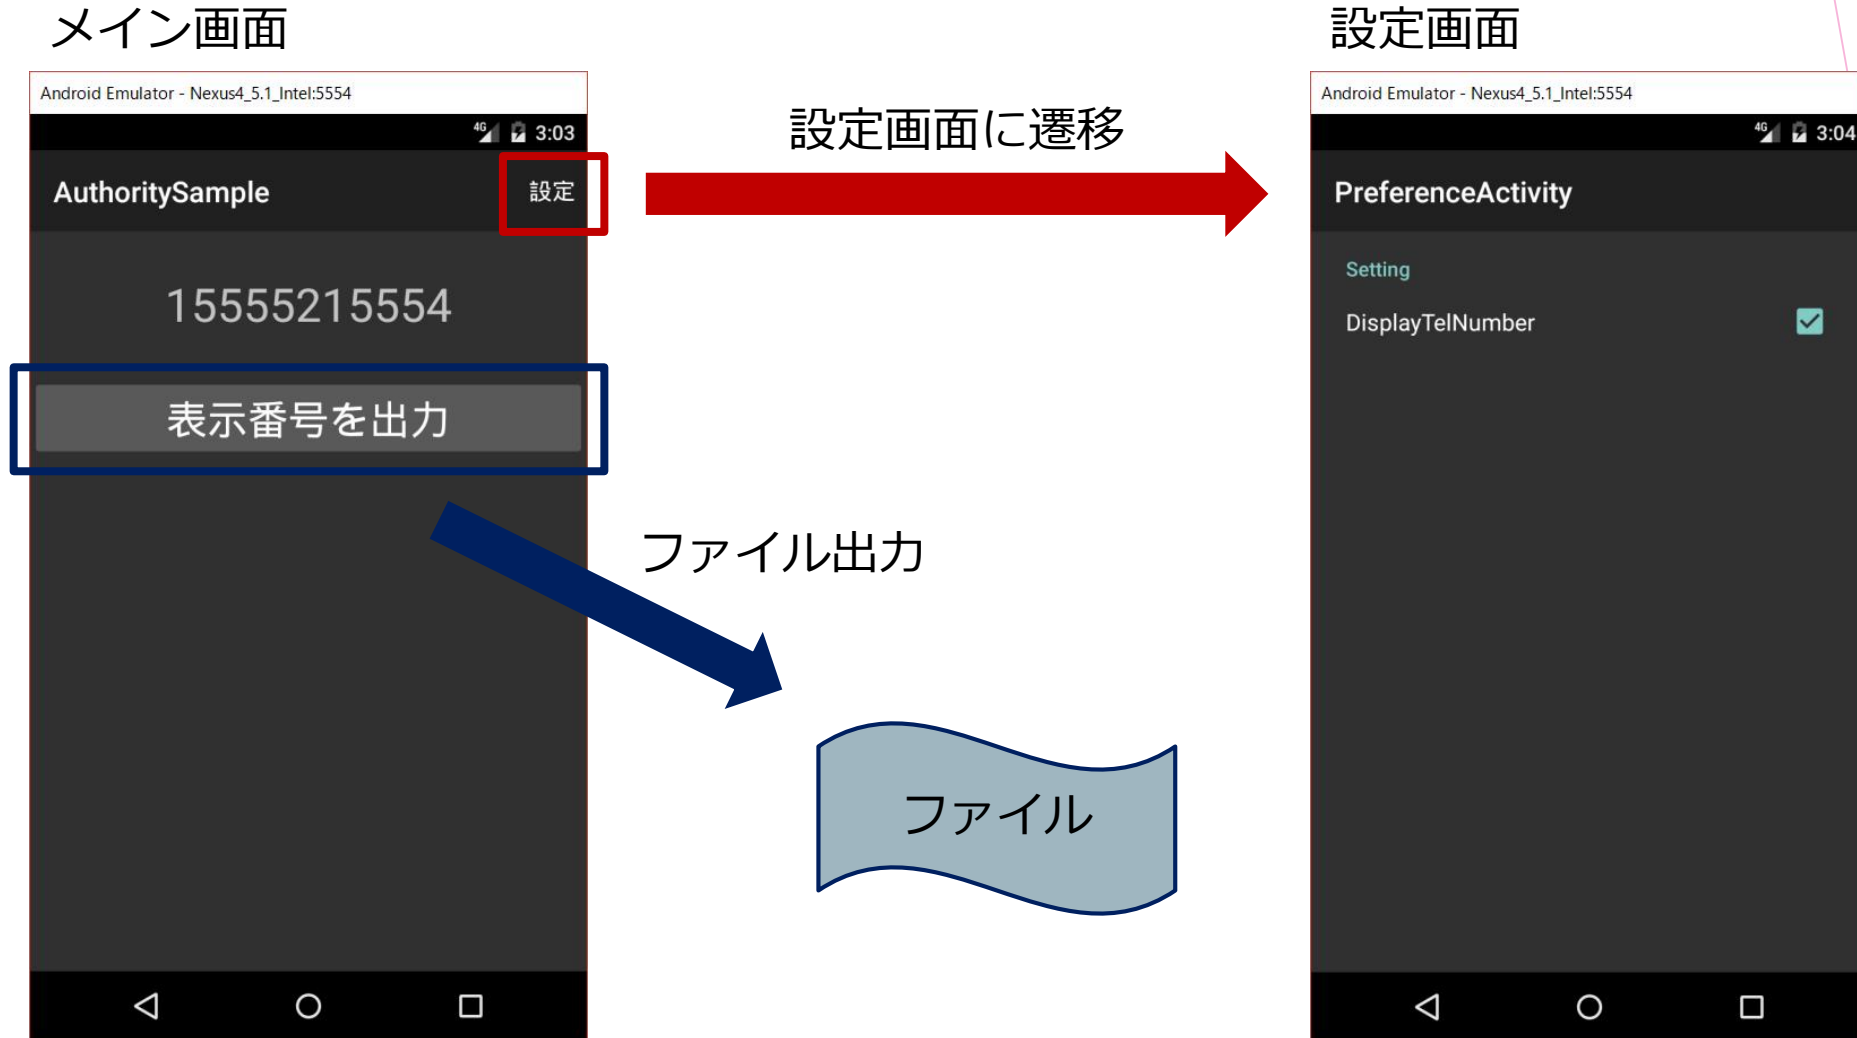 メイン画面
設定画面
Android Emulator - Nexus4_5.1_Intel:5554
4G 3:03
AuthoritySample 設定
15555215554
表示番号を出力
設定画面に遷移
ファイル出力
ファイル
Android Emulator - Nexus4_5.1_Intel:5554
4G 3:04
PreferenceActivity
Setting
DisplayTelNumber